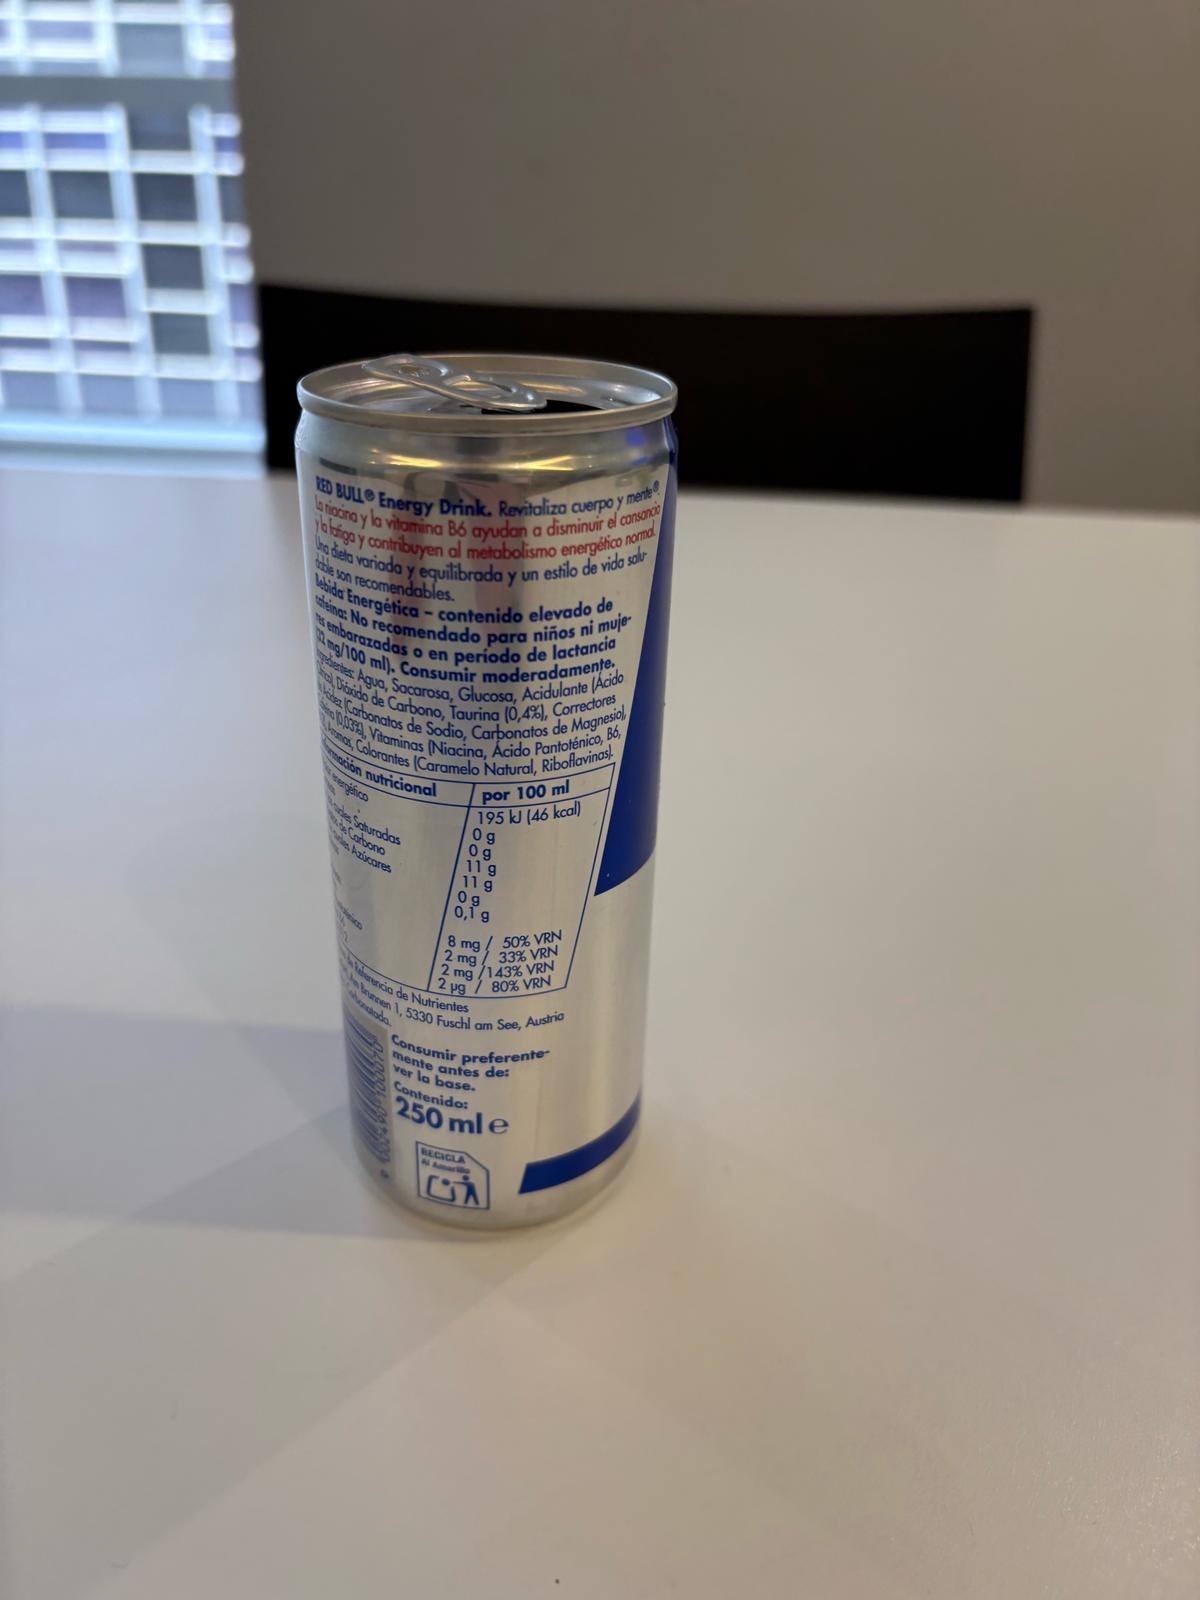 RED BULL® Energy Drink. Revitaliza cuerpo y mente®.
La niacina y la vitamina B6 ayudan a disminuir el cansancio
y la fatiga y contribuyen al metabolismo energético normal.
Una dieta variada y equilibrada y un estilo de vida salu-
dable son recomendables.
Bebida Energética – contenido elevado de
cafeína: No recomendado para niños ni muje-
res embarazadas o en período de lactancia
(32 mg/100 ml). Consumir moderadamente.
Ingredientes: Agua, Sacarosa, Glucosa, Acidulante (Ácido
Dióxido de Carbono, Taurina (0,4%), Correctores
Acidez (Carbonatos de Sodio, Carbonatos de Magnesio),
(0,03%), Vitaminas (Niacina, Ácido Pantoténico, B6,
Aromas, Colorantes (Caramelo Natural, Riboflavinas).
nutricional por 100 ml
energético 195 kJ (46 kcal)
0 g
cuales Saturadas 0 g
de Carbono 11 g
cuales Azúcares 11 g
0 g
0,1 g
8 mg / 50% VRN
2 mg / 33% VRN
2 mg /143% VRN
2 µg / 80% VRN
de Referencia de Nutrientes
Am Brunnen 1, 5330 Fuschl am See, Austria
Consumir preferente-
mente antes de:
ver la base.
Contenido:
250 ml e
RECICLA
Al Amarillo